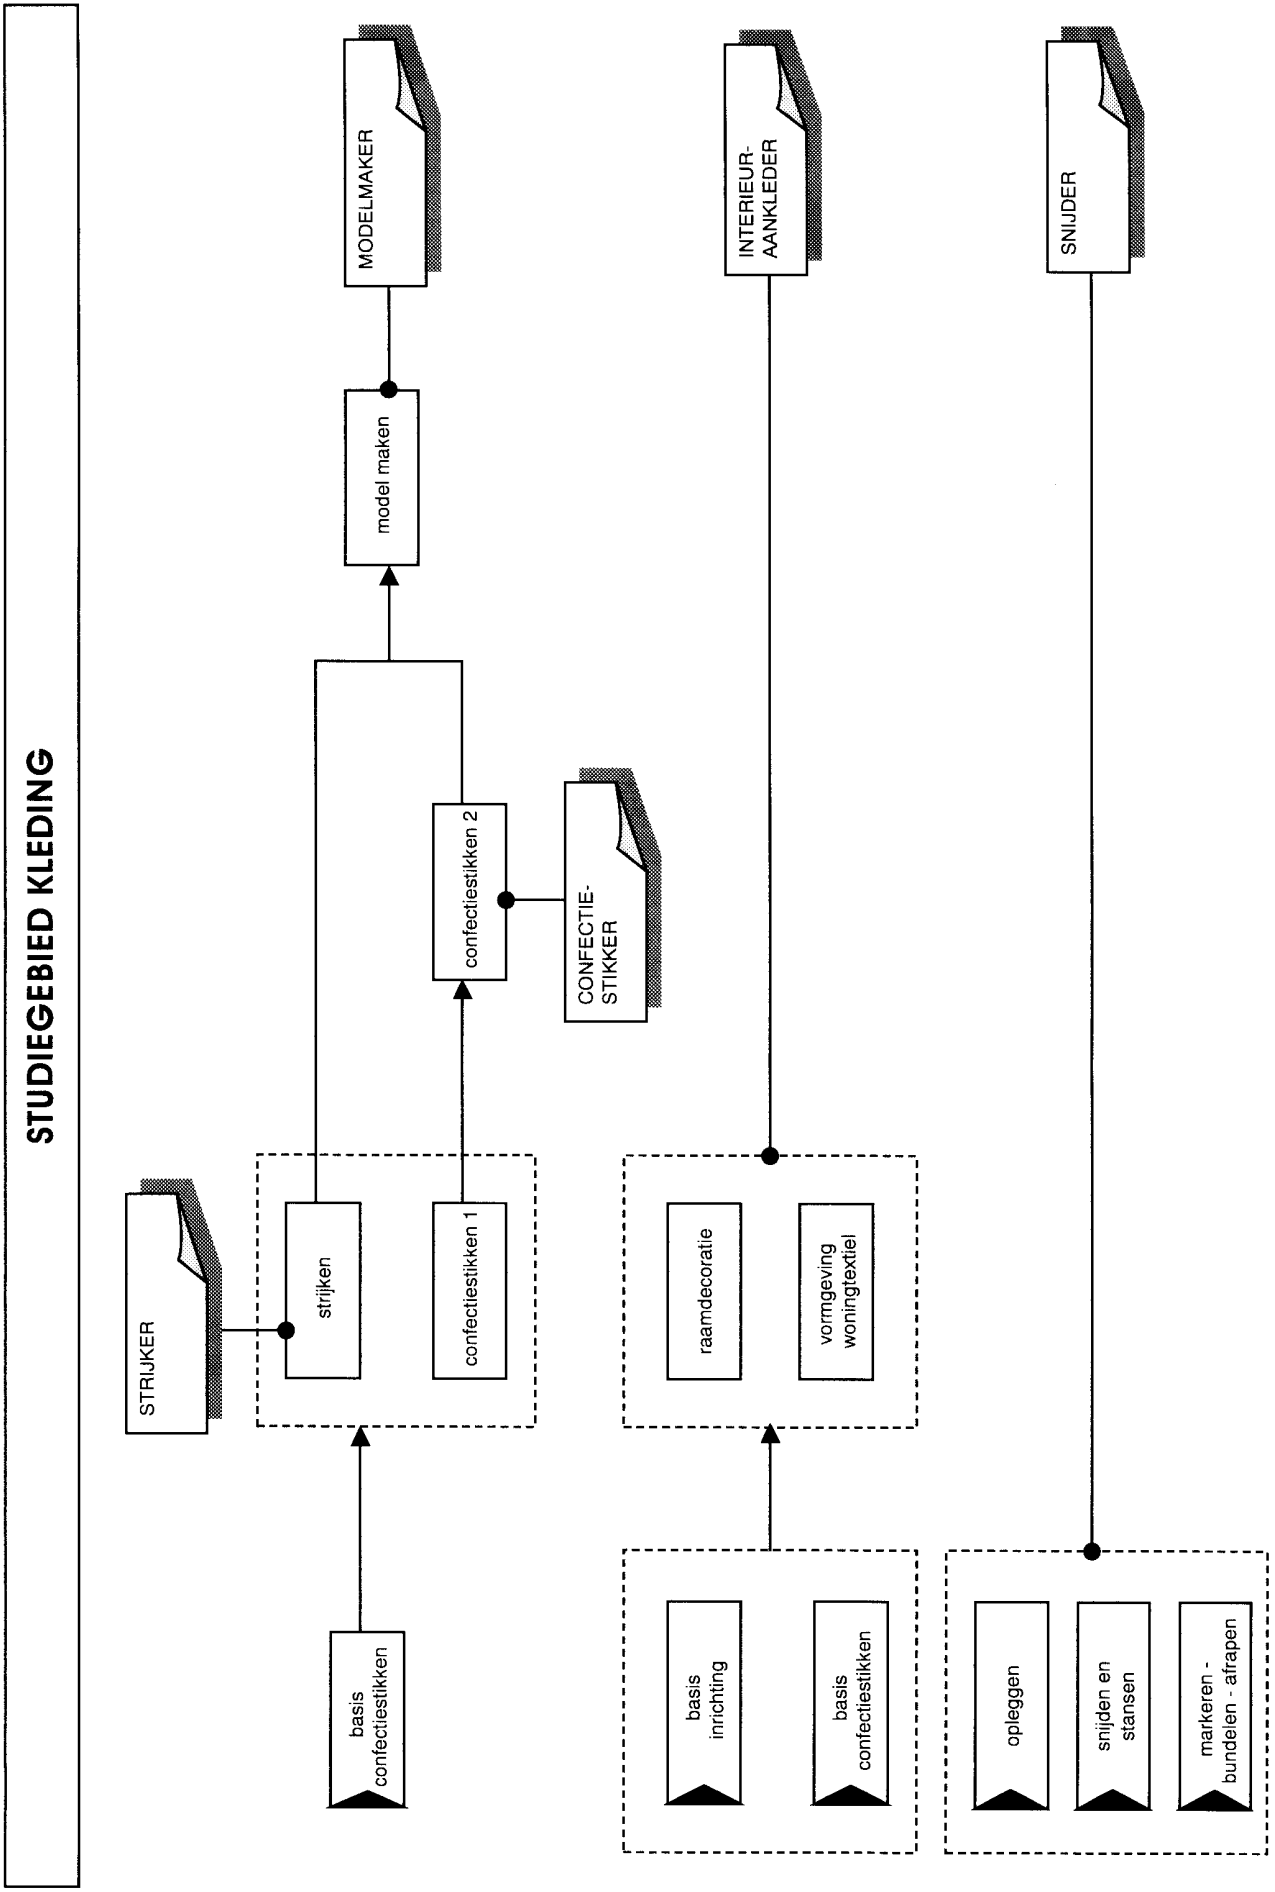 STUDIEGEBIED KLEDING
STRIJKER
basis
confectiestikken
strijken
confectiestikken 1
confectiestikken 2
CONFECTIE-
STIKKER
model maken
MODELMAKER
basis
inrichting
basis
confectiestikken
raamdecoratie
vormgeving
woningtextiel
INTERIEUR-
AANKLEDER
opleggen
snijden en
stansen
markeren -
bundelen - afrapen
SNIJDER